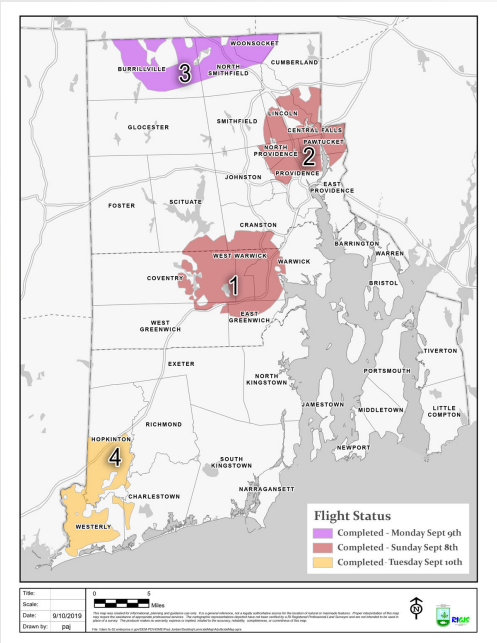 WOONSOCKET
CUMBERLAND
BURRILLVILLE
3
NORTH
SMITHFIELD
LINCOLN
SMITHFIELD
GLOCESTER
CENTRAL FALLS
PAWTUCKET
NORTH
PROVIDENCE
2
PROVIDENCE
JOHNSTON
EAST
PROVIDENCE
FOSTER
SCITUATE
CRANSTON
BARRINGTON
WARREN
WEST WARWICK
WARWICK
COVENTRY
1
BRISTOL
EAST
GREENWICH
WEST
GREENWICH
TIVERTON
EXETER
NORTH
KINGSTOWN
PORTSMOUTH
JAMESTOWN
MIDDLETOWN
LITTLE
COMPTON
RICHMOND
HOPKINTON
4
NEWPORT
SOUTH
KINGSTOWN
NARRAGANSETT
CHARLESTOWN
WESTERLY
Flight Status
Completed - Monday Sept 9th
Completed - Sunday Sept 8th
Completed- Tuesday Sept 10th
Title:
Scale:
Date: 9/10/2019
Drawn by: paj
0 5
Miles
N
RIGIS